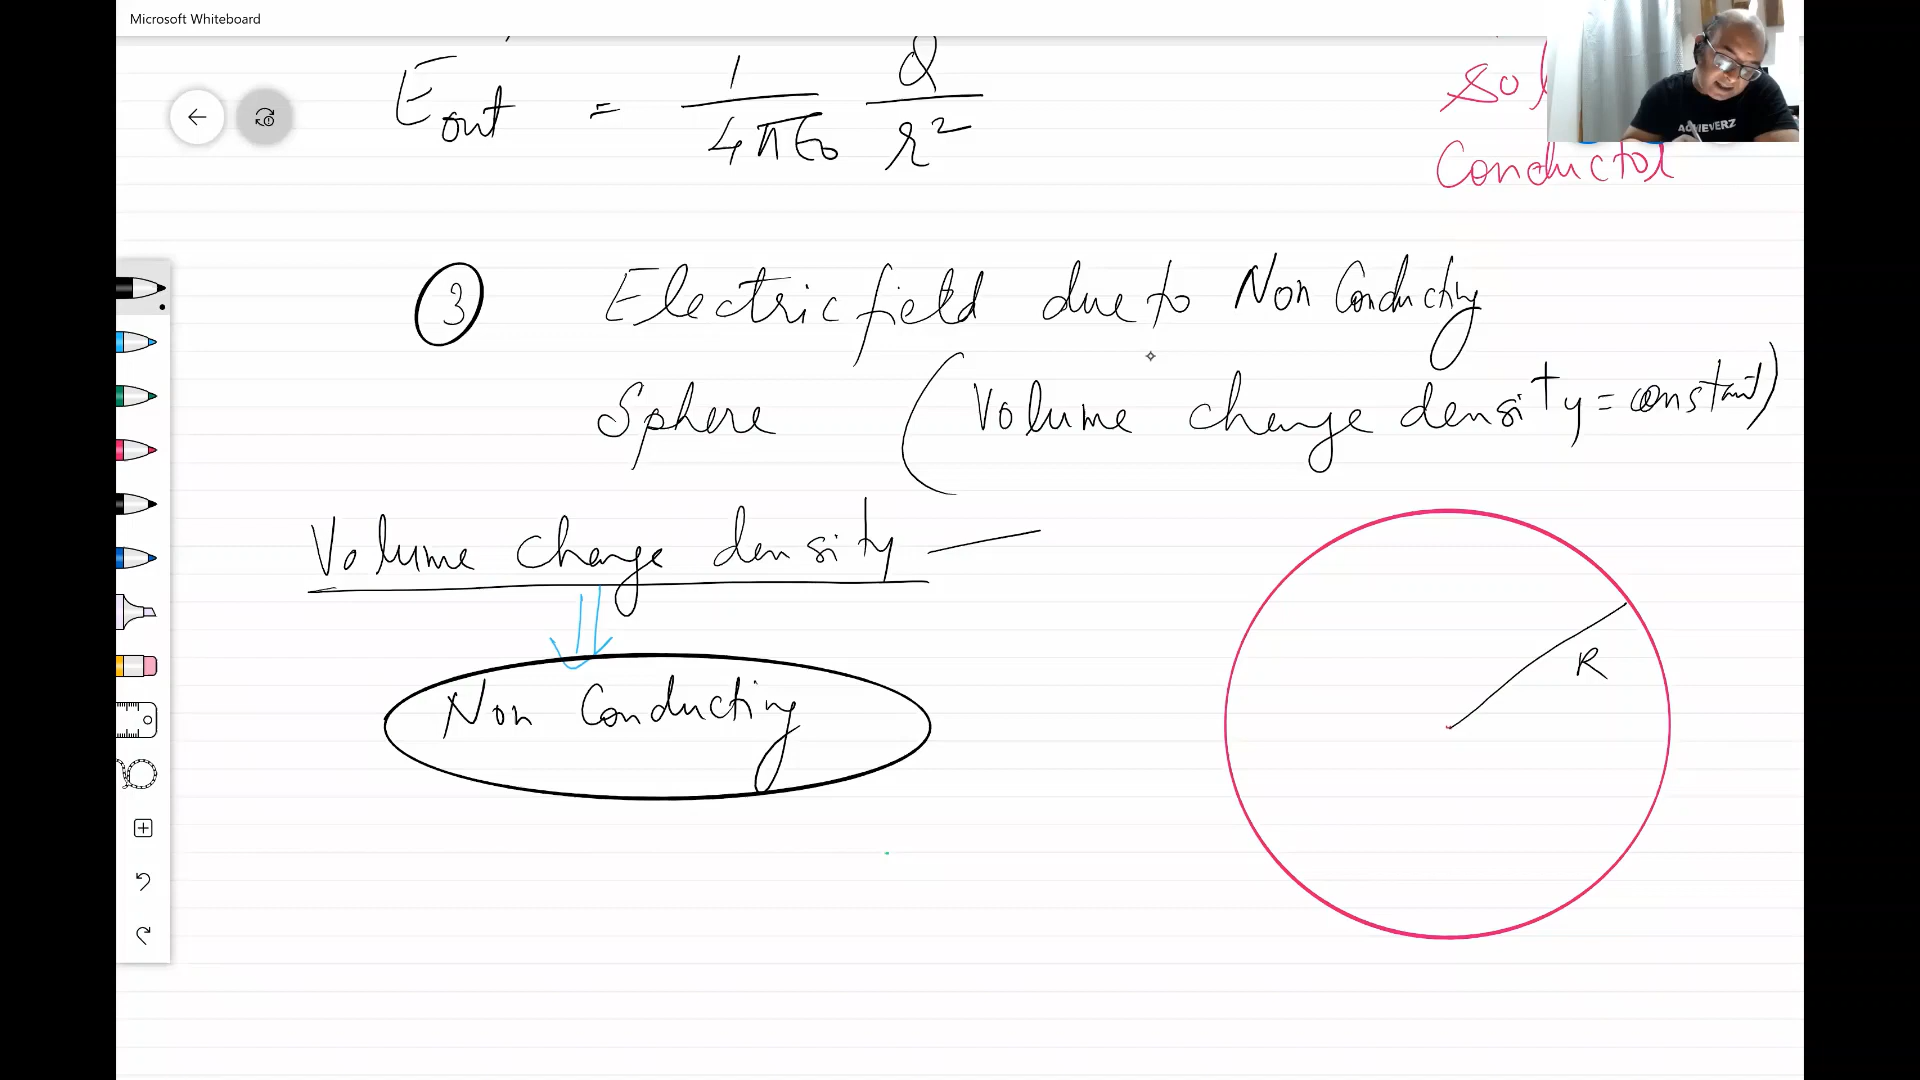 Microsoft Whiteboard
E out = 1 / 4πϵ₀ Q / r²
Conductor
ACHIEVERZ
③ Electric field due to Non Conducting
Sphere (Volume charge density = constant)
Volume charge density —
R
Non Conducting